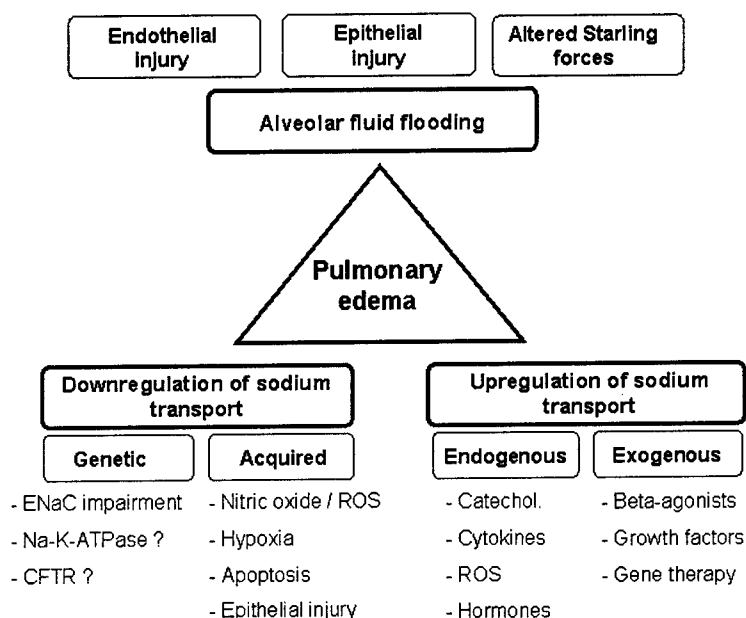 Endothelial
injury
Epithelial
injury
Altered Starling
forces
Alveolar fluid flooding
Pulmonary
edema
Downregulation of sodium
transport
Upregulation of sodium
transport
Genetic
- ENaC impairment
- Na-K-ATPase ?
- CFTR ?
Acquired
- Nitric oxide / ROS
- Hypoxia
- Apoptosis
- Epithelial injury
Endogenous
- Catechol.
- Cytokines
- ROS
- Hormones
Exogenous
- Beta-agonists
- Growth factors
- Gene therapy